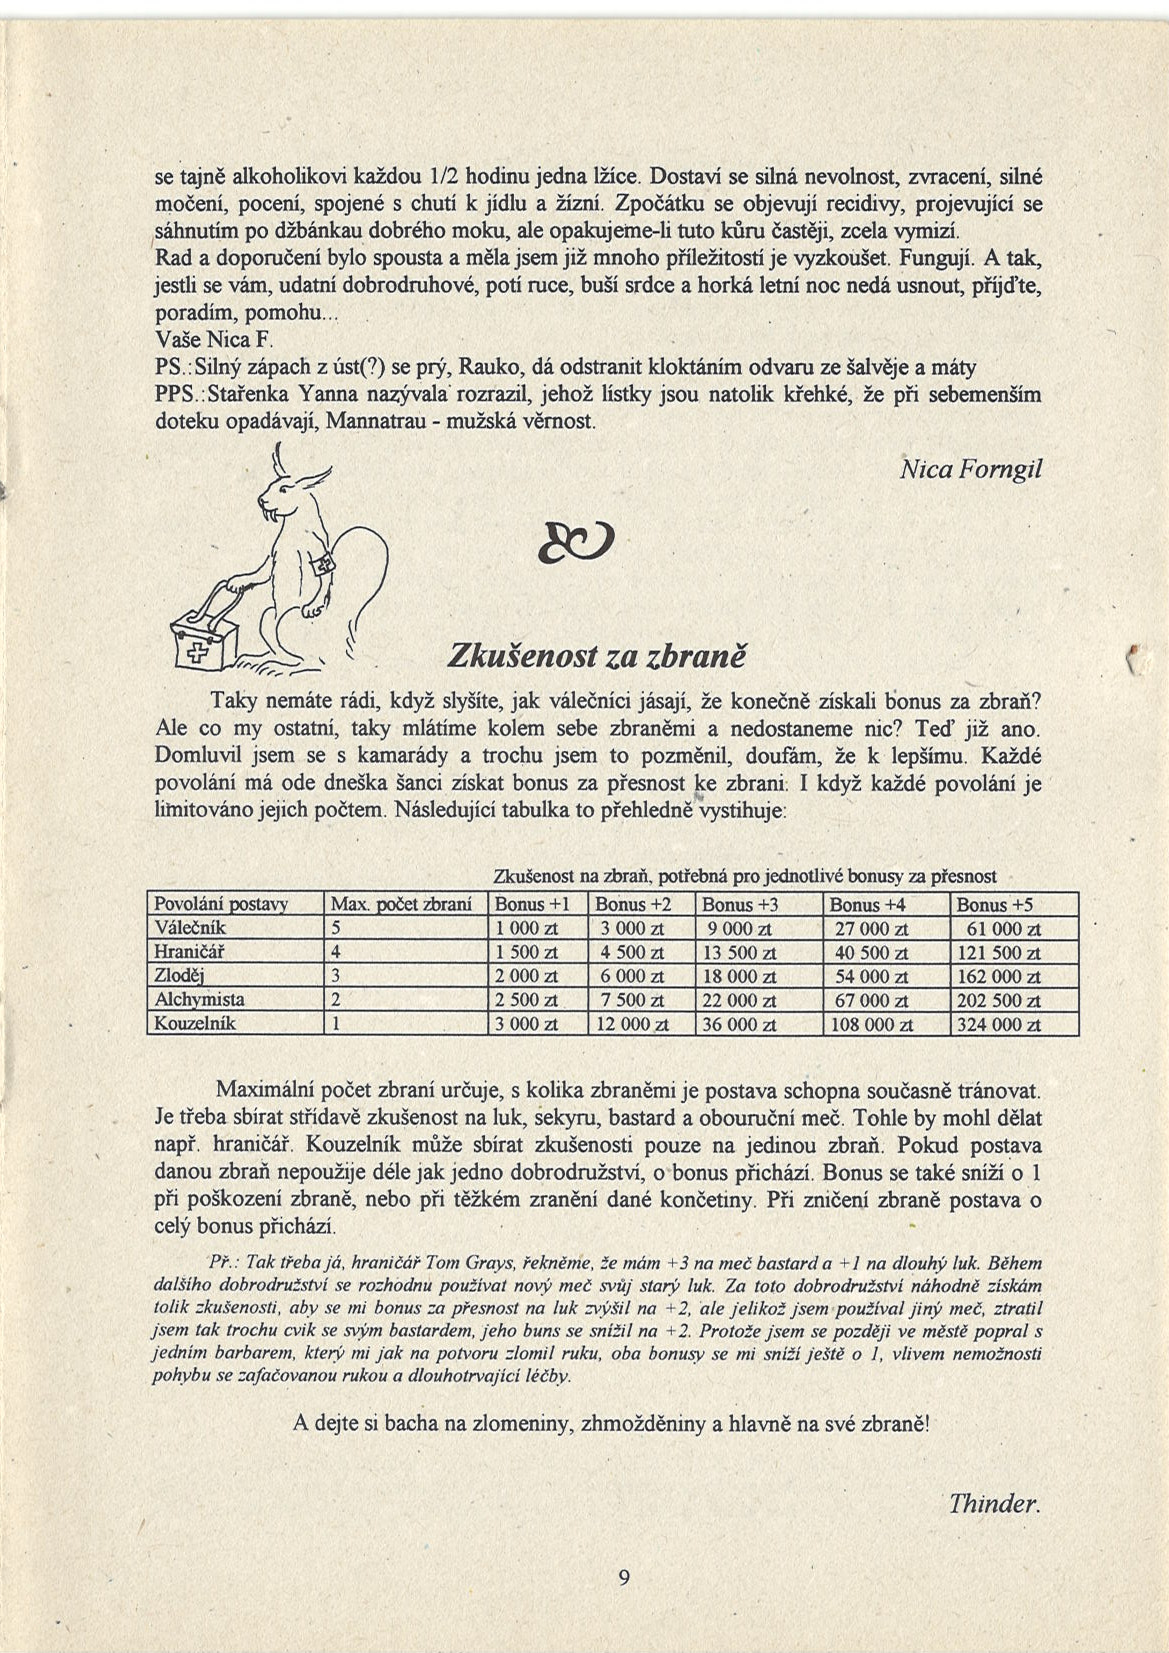 se tajně alkoholikovi každou 1/2 hodinu jedna lžíce. Dostaví se silná nevolnost, zvracení, silné
močení, pocení, spojené s chutí k jídlu a žízní. Zpočátku se objevují recidivy, projevující se
sáhnutím po džbánkau dobrého moku, ale opakujeme-li tuto kůru častěji, zcela vymizí.
Rad a doporučení bylo spousta a měla jsem již mnoho příležitostí je vyzkoušet. Fungují. A tak,
jestli se vám, udatní dobrodruhové, potí ruce, buší srdce a horká letní noc nedá usnout, příjďte,
poradím, pomohu...
Vaše Nica F.
PS.:Silný zápach z úst(?) se prý, Rauko, dá odstranit kloktáním odvaru ze šalvěje a máty
PPS.:Stařenka Yanna nazývala rozrazil, jehož lístky jsou natolik křehké, že při sebemenším
doteku opadávají, Mannatrau - mužská věrnost.
Nica Forngil
Zkušenost za zbraně
Taky nemáte rádi, když slyšíte, jak válečníci jásají, že konečně získali bonus za zbraň?
Ale co my ostatní, taky mlátíme kolem sebe zbraněmi a nedostaneme nic? Teď již ano.
Domluvil jsem se s kamarády a trochu jsem to pozměnil, doufám, že k lepšímu. Každé
povolání má ode dneška šanci získat bonus za přesnost ke zbrani. I když každé povolání je
limitováno jejich počtem. Následující tabulka to přehledně vystihuje:
Zkušenost na zbraň, potřebná pro jednotlivé bonusy za přesnost
Povolání postavy Max. počet zbraní Bonus +1 Bonus +2 Bonus +3 Bonus +4 Bonus +5
Válečník 5 1 000 zt 3 000 zt 9 000 zt 27 000 zt 61 000 zt
Hraničář 4 1 500 zt 4 500 zt 13 500 zt 40 500 zt 121 500 zt
Zloděj 3 2 000 zt 6 000 zt 18 000 zt 54 000 zt 162 000 zt
Alchymista 2 2 500 zt 7 500 zt 22 000 zt 67 000 zt 202 500 zt
Kouzelník 1 3 000 zt 12 000 zt 36 000 zt 108 000 zt 324 000 zt
Maximální počet zbraní určuje, s kolika zbraněmi je postava schopna současně tránovat.
Je třeba sbírat střídavě zkušenost na luk, sekyru, bastard a obouruční meč. Tohle by mohl dělat
např. hraničář. Kouzelník může sbírat zkušenosti pouze na jedinou zbraň. Pokud postava
danou zbraň nepoužije déle jak jedno dobrodružství, o bonus přichází. Bonus se také sníží o 1
při poškození zbraně, nebo při těžkém zranění dané končetiny. Při zničení zbraně postava o
celý bonus přichází.
Př.: Tak třeba já, hraničář Tom Grays, řekněme, že mám +3 na meč bastard a +1 na dlouhý luk. Během
dalšího dobrodružství se rozhodnu používat nový meč svůj starý luk. Za toto dobrodružství náhodně získám
tolik zkušenosti, aby se mi bonus za přesnost na luk zvýšil na +2, ale jelikož jsem používal jiný meč, ztratil
jsem tak trochu cvik se svým bastardem, jeho buns se snížil na +2. Protože jsem se později ve městě popral s
jedním barbarem, který mi jak na potvoru zlomil ruku, oba bonusy se mi sníží ještě o 1, vlivem nemožnosti
pohybu se zafačovanou rukou a dlouhotrvající léčby.
A dejte si bacha na zlomeniny, zhmožděniny a hlavně na své zbraně!
Thinder.
9